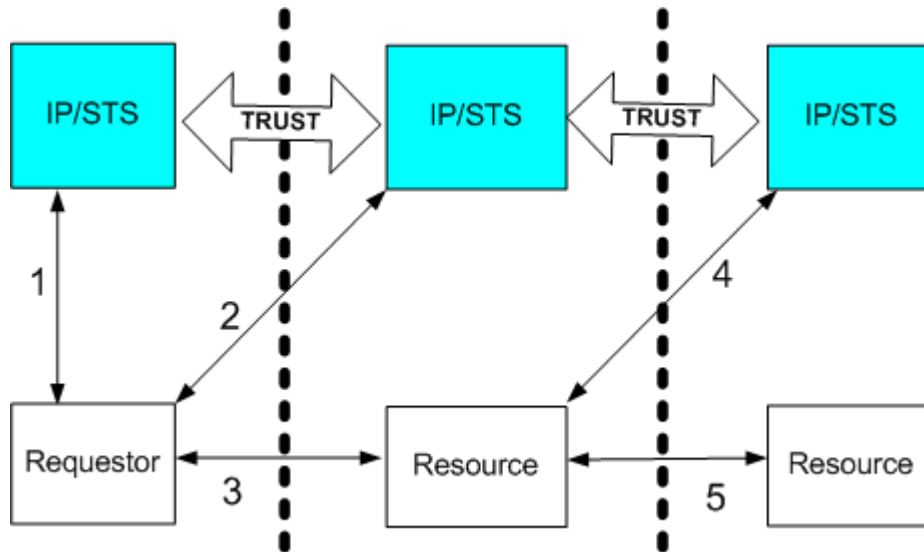 IP/STS
TRUST
IP/STS
TRUST
IP/STS
1
2
4
Requestor
3
Resource
5
Resource